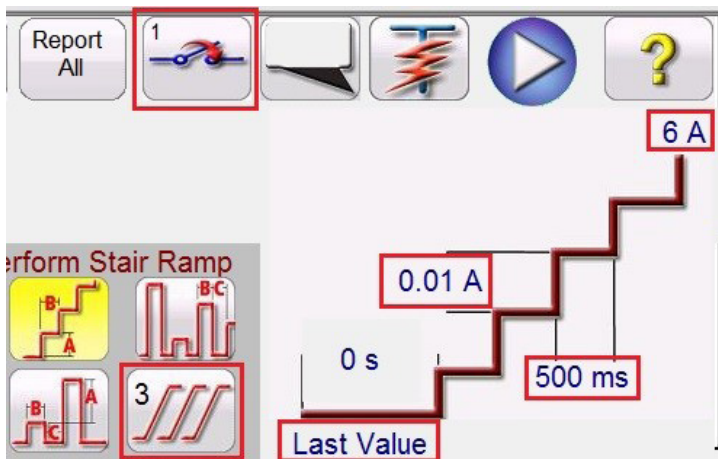 Report
All
1
?
6 A
erform Stair Ramp
0.01 A
B
A
B C
0 s
500 ms
B
C
A
3
Last Value